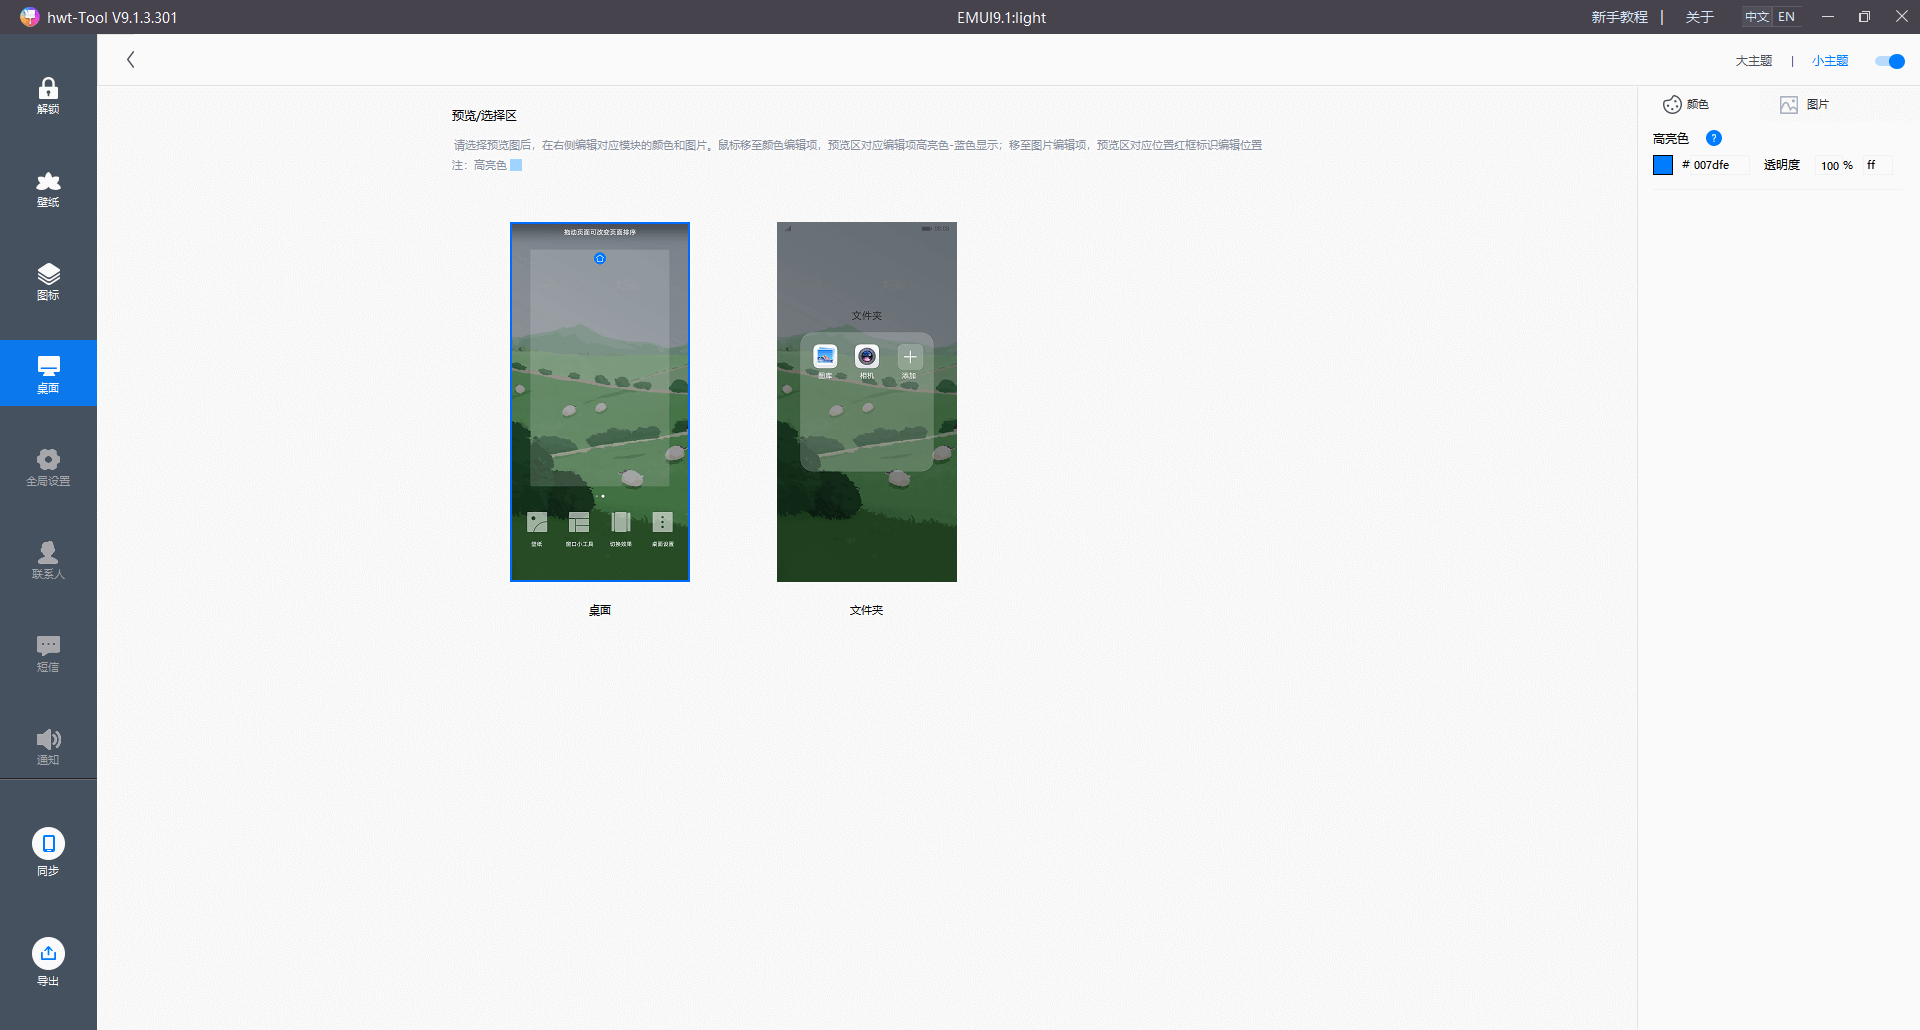 hwt-Tool V9.1.3.301
EMUI9.1:light
新手教程 | 关于 中文 EN
大主题 | 小主题
解锁
壁纸
图标
桌面
全局设置
联系人
短信
通知
同步
导出
预览/选择区
请选择预览图后，在右侧编辑对应模块的颜色和图片。鼠标移至颜色编辑项，预览区对应编辑项高亮色-蓝色显示；移至图片编辑项，预览区对应位置红框标识编辑位置
注：高亮色
拖动页面可改变页面排序
壁纸 窗口小工具 切换效果 桌面设置
桌面
08:08
文件夹
图库 相机 添加
文件夹
颜色 图片
高亮色 ?
# 007dfe 透明度 100 % ff